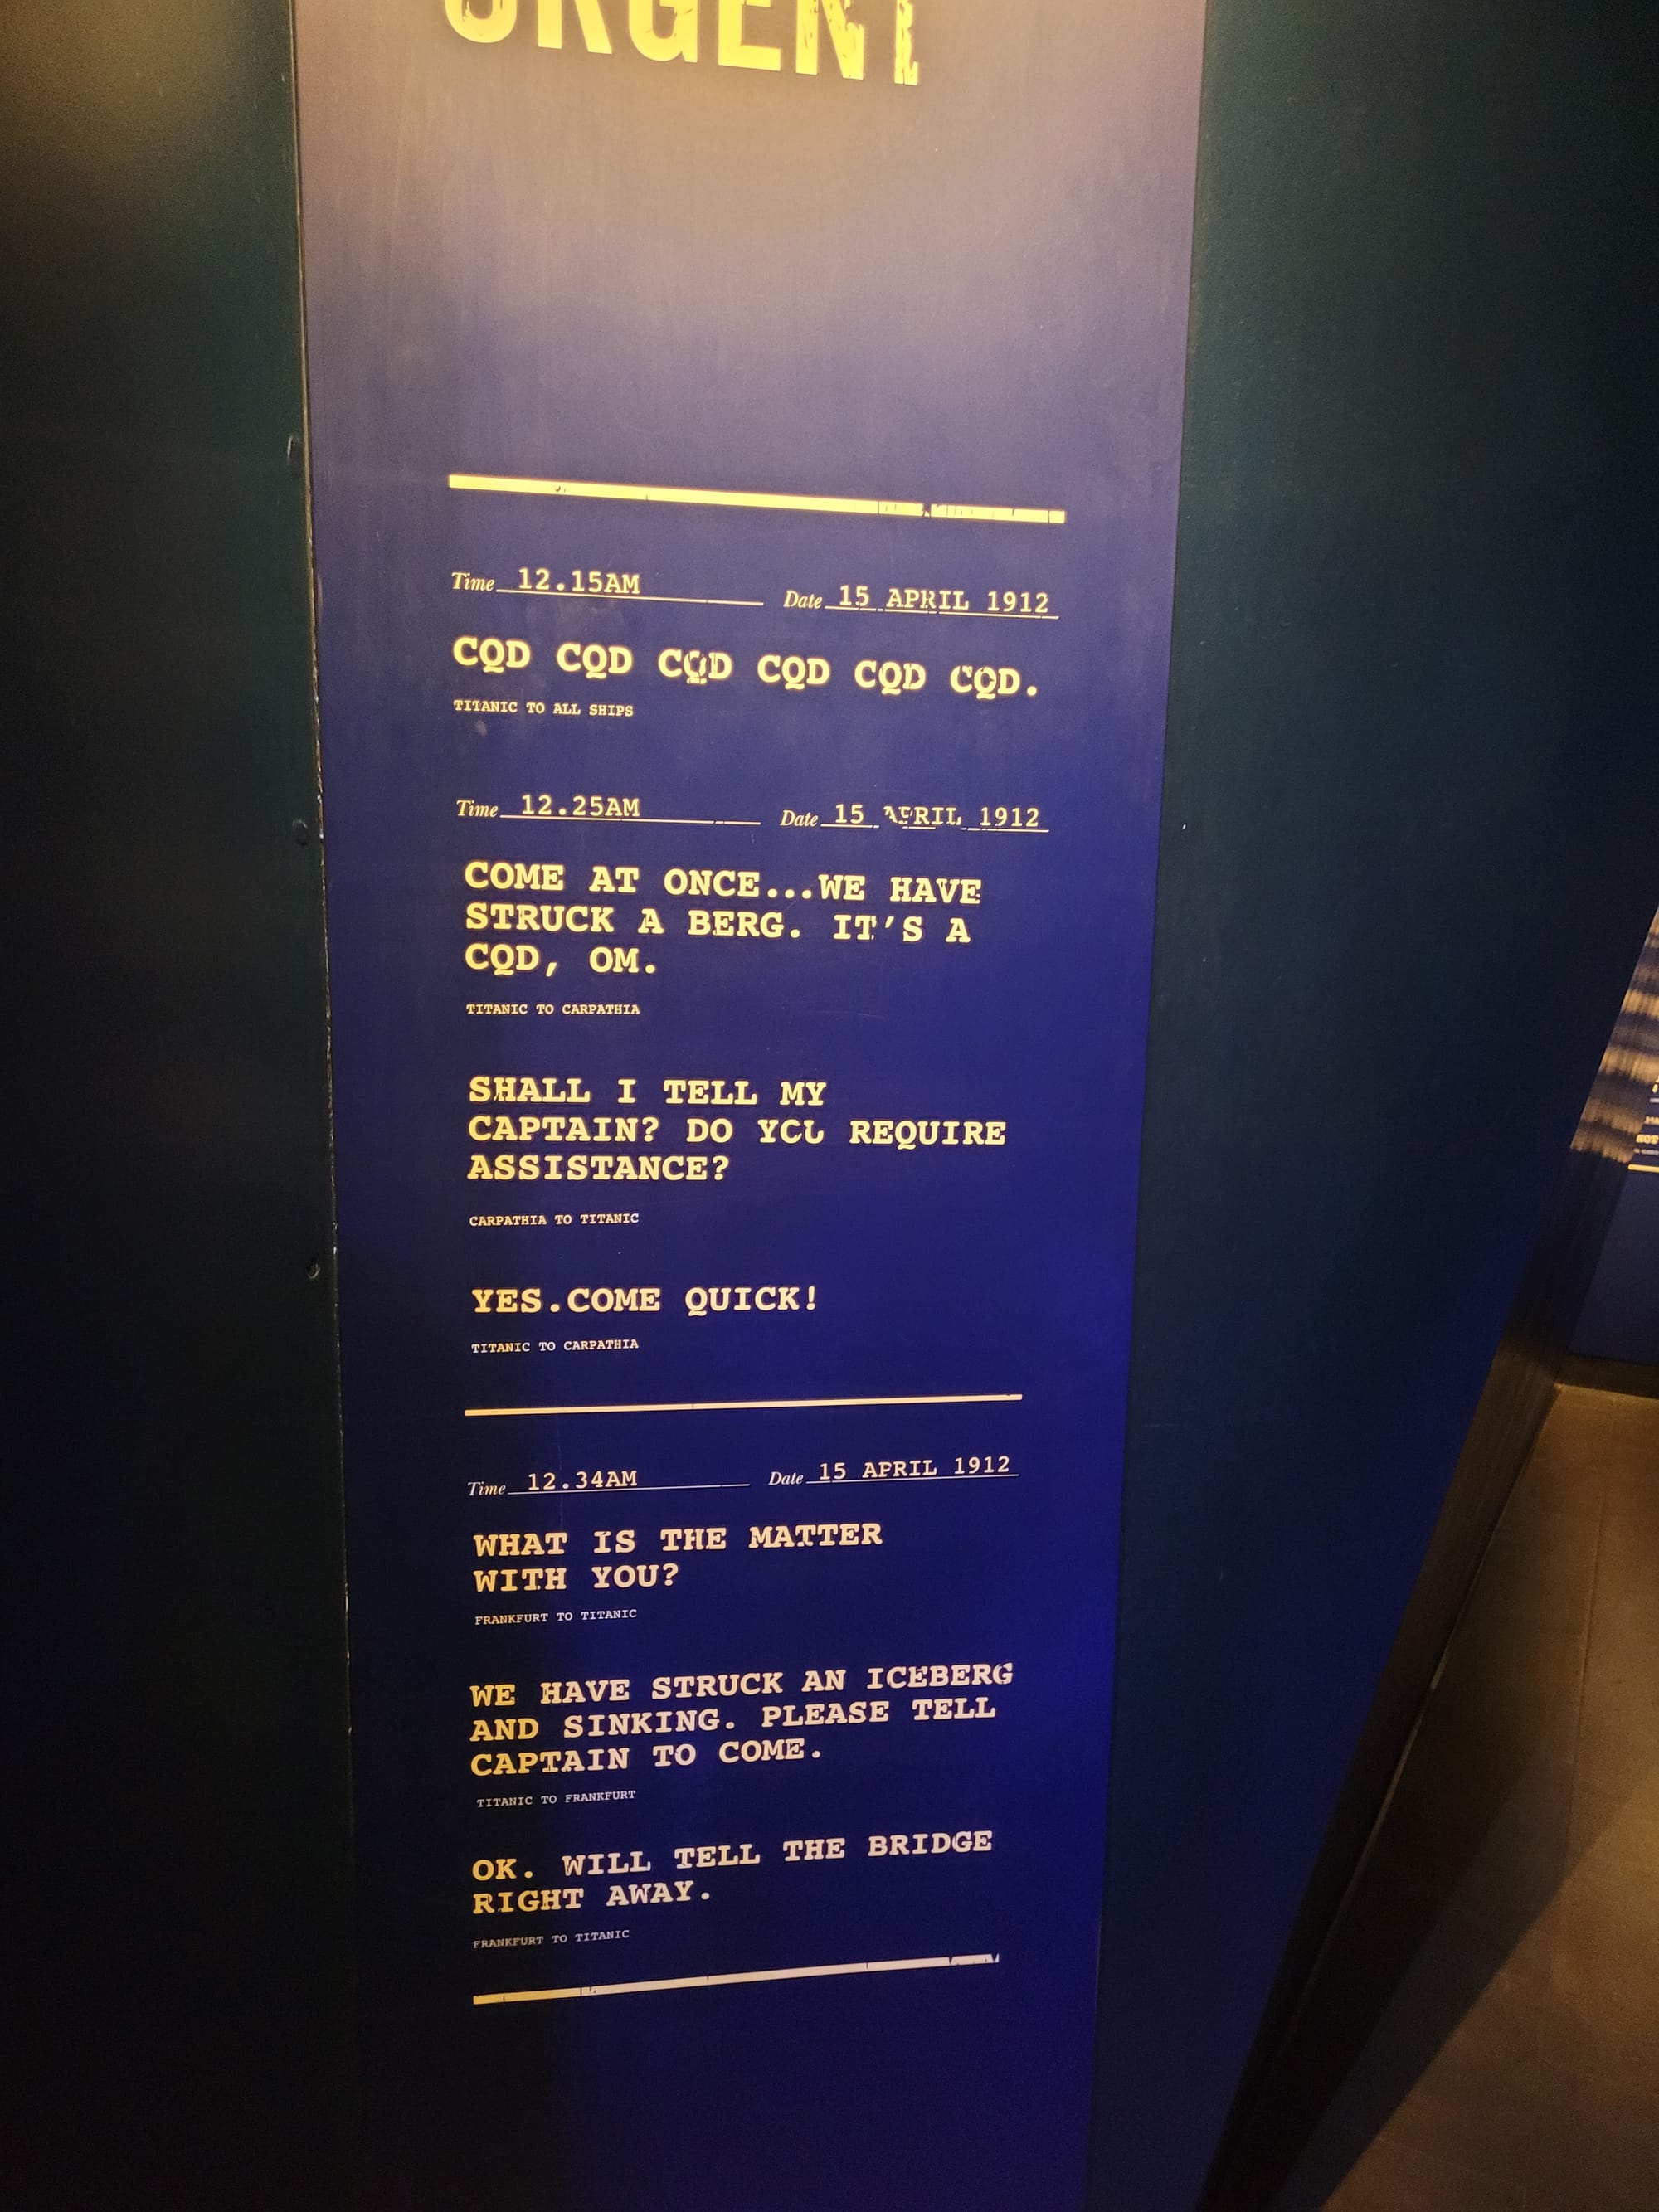 URGENT
Time 12.15AM Date 15 APRIL 1912
CQD CQD CQD CQD CQD CQD.
TITANIC TO ALL SHIPS
Time 12.25AM Date 15 APRIL 1912
COME AT ONCE...WE HAVE
STRUCK A BERG. IT'S A
CQD, OM.
TITANIC TO CARPATHIA
SHALL I TELL MY
CAPTAIN? DO YOU REQUIRE
ASSISTANCE?
CARPATHIA TO TITANIC
YES.COME QUICK!
TITANIC TO CARPATHIA
Time 12.34AM Date 15 APRIL 1912
WHAT IS THE MATTER
WITH YOU?
FRANKFURT TO TITANIC
WE HAVE STRUCK AN ICEBERG
AND SINKING. PLEASE TELL
CAPTAIN TO COME.
TITANIC TO FRANKFURT
OK. WILL TELL THE BRIDGE
RIGHT AWAY.
FRANKFURT TO TITANIC